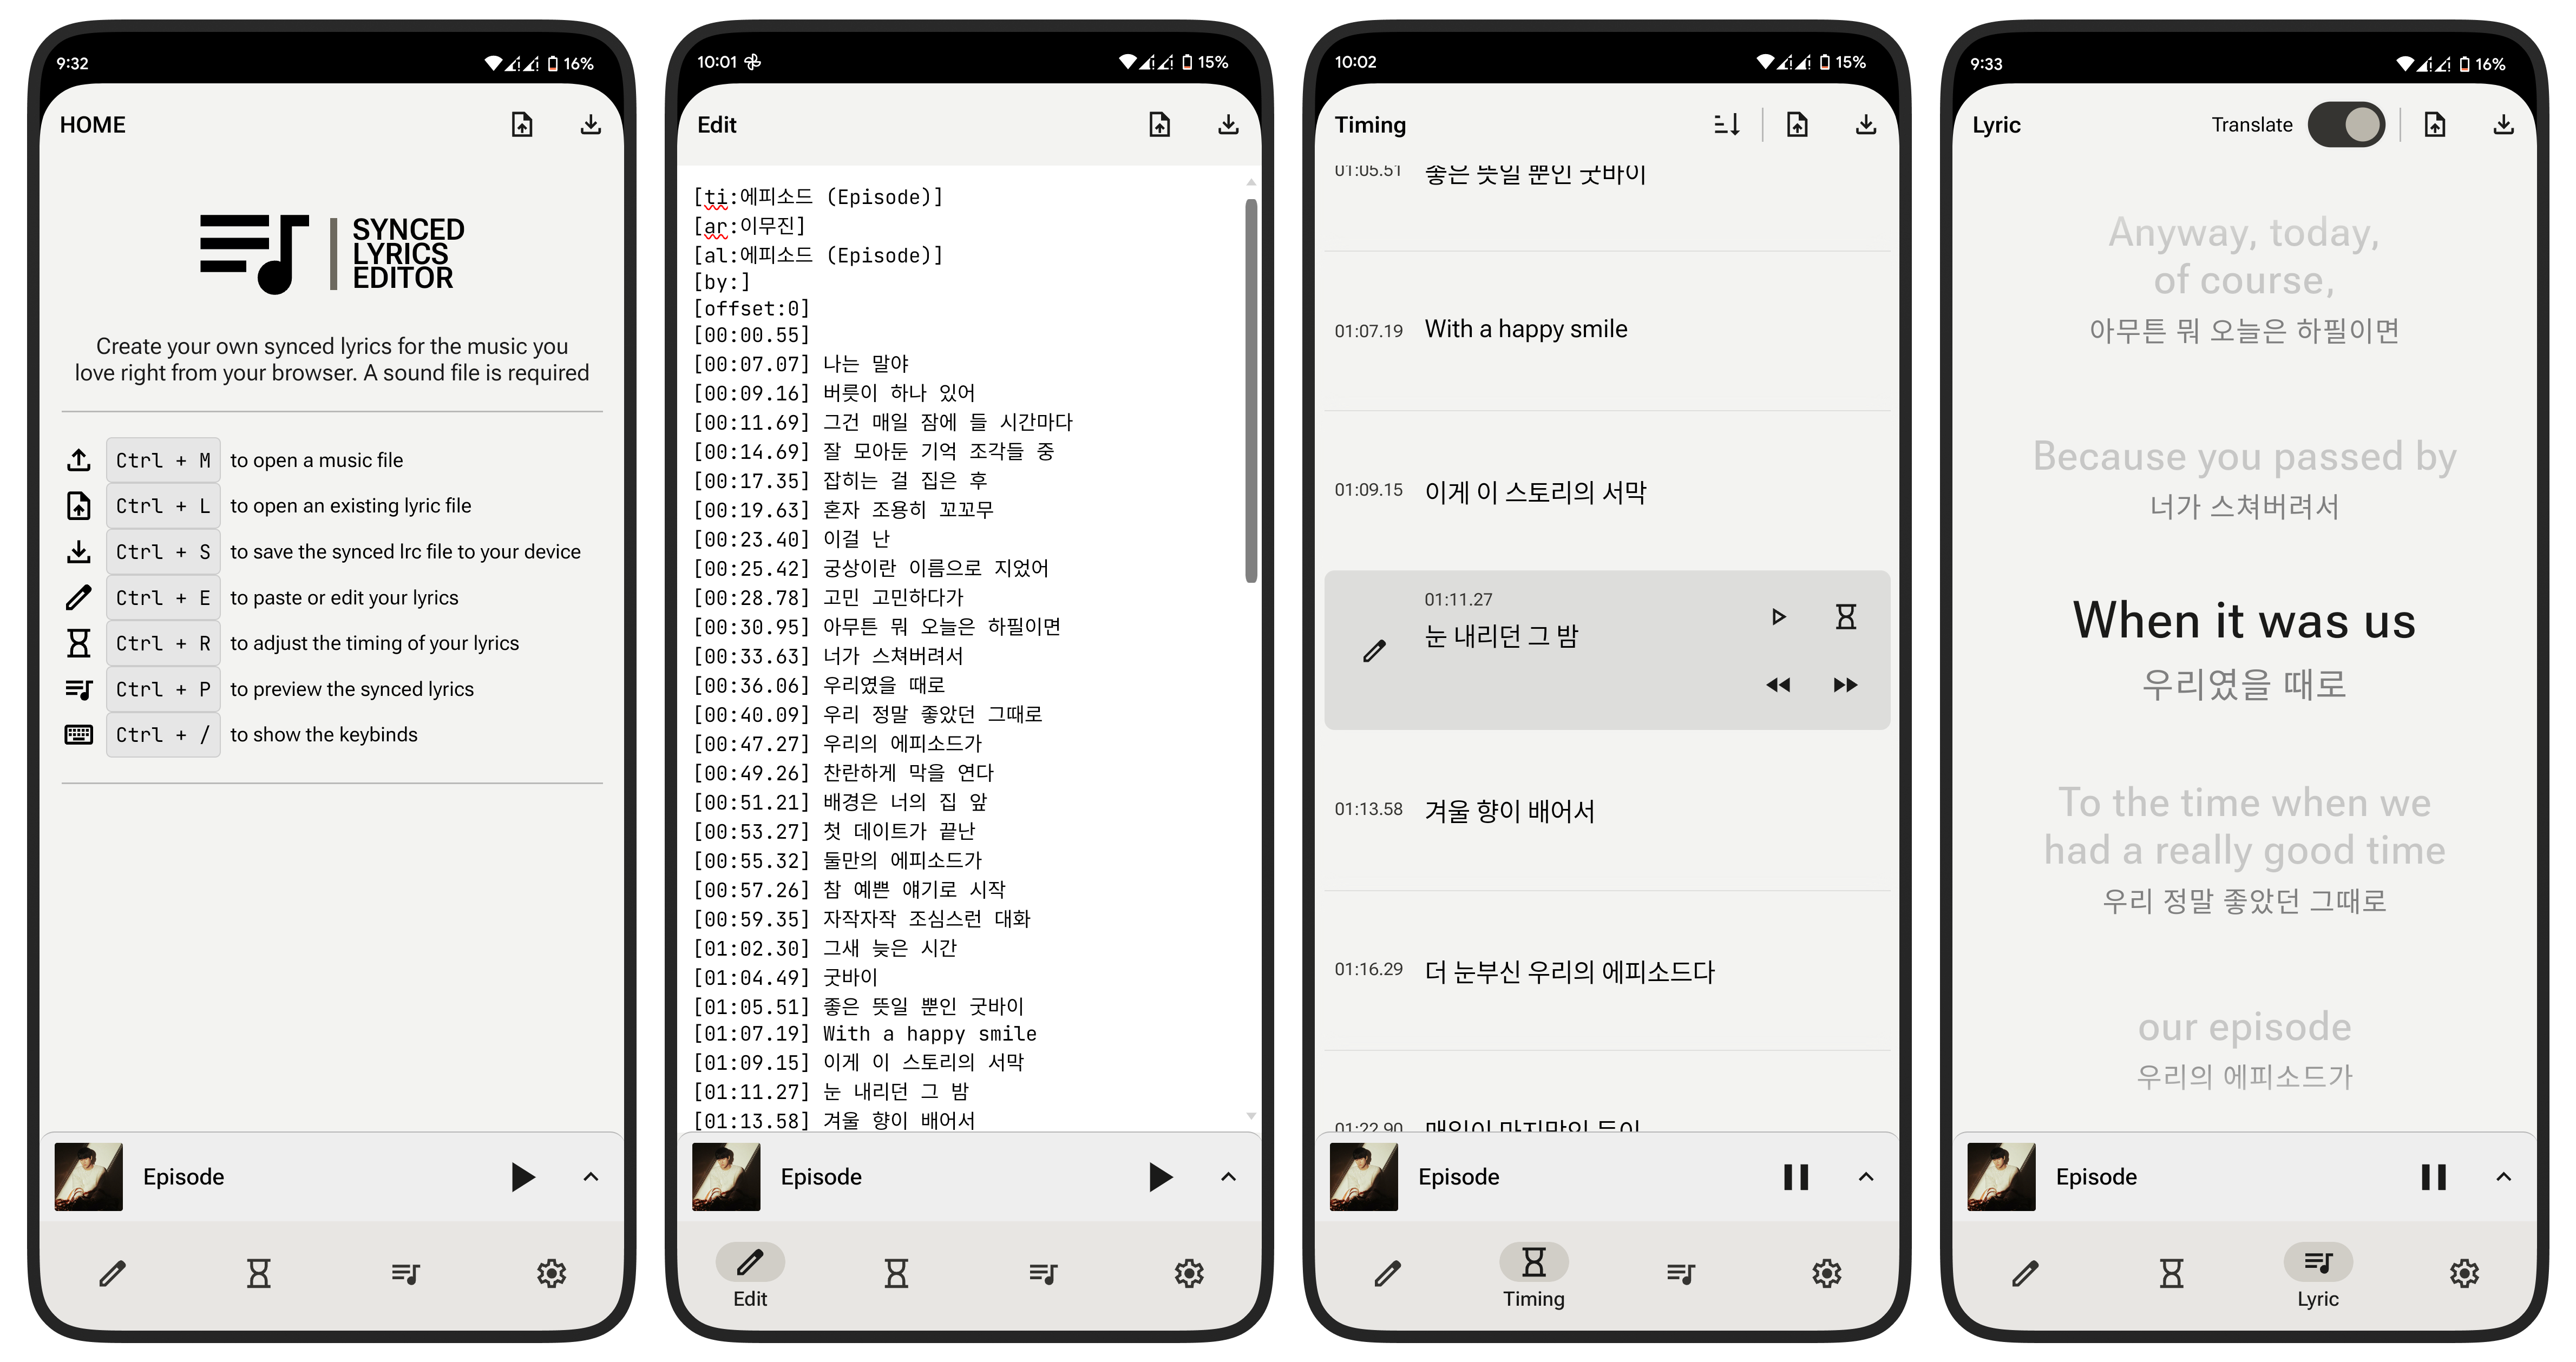 9:32
16%
HOME
SYNCED
LYRICS
EDITOR
Create your own synced lyrics for the music you
love right from your browser. A sound file is required
Ctrl + M to open a music file
Ctrl + L to open an existing lyric file
Ctrl + S to save the synced lrc file to your device
Ctrl + E to paste or edit your lyrics
Ctrl + R to adjust the timing of your lyrics
Ctrl + P to preview the synced lyrics
Ctrl + / to show the keybinds
Episode
10:01
15%
Edit
[ti:에피소드 (Episode)]
[ar:이무진]
[al:에피소드 (Episode)]
[by:]
[offset:0]
[00:00.55]
[00:07.07] 나는 말야
[00:09.16] 버릇이 하나 있어
[00:11.69] 그건 매일 잠에 들 시간마다
[00:14.69] 잘 모아둔 기억 조각들 중
[00:17.35] 잡히는 걸 집은 후
[00:19.63] 혼자 조용히 꼬꼬무
[00:23.40] 이걸 난
[00:25.42] 궁상이란 이름으로 지었어
[00:28.78] 고민 고민하다가
[00:30.95] 아무튼 뭐 오늘은 하필이면
[00:33.63] 너가 스쳐버려서
[00:36.06] 우리였을 때로
[00:40.09] 우리 정말 좋았던 그때로
[00:47.27] 우리의 에피소드가
[00:49.26] 찬란하게 막을 연다
[00:51.21] 배경은 너의 집 앞
[00:53.27] 첫 데이트가 끝난
[00:55.32] 둘만의 에피소드가
[00:57.26] 참 예쁜 얘기로 시작
[00:59.35] 자작자작 조심스런 대화
[01:02.30] 그새 늦은 시간
[01:04.49] 굿바이
[01:05.51] 좋은 뜻일 뿐인 굿바이
[01:07.19] With a happy smile
[01:09.15] 이게 이 스토리의 서막
[01:11.27] 눈 내리던 그 밤
[01:13.58] 겨울 향이 배어서
Episode
Edit
10:02
15%
Timing
01:05.51 좋은 뜻일 뿐인 굿바이
01:07.19 With a happy smile
01:09.15 이게 이 스토리의 서막
01:11.27
눈 내리던 그 밤
01:13.58 겨울 향이 배어서
01:16.29 더 눈부신 우리의 에피소드다
01:22.90
Episode
Timing
9:33
16%
Lyric
Translate
Anyway, today,
of course,
아무튼 뭐 오늘은 하필이면
Because you passed by
너가 스쳐버려서
When it was us
우리였을 때로
To the time when we
had a really good time
우리 정말 좋았던 그때로
our episode
우리의 에피소드가
Episode
Lyric